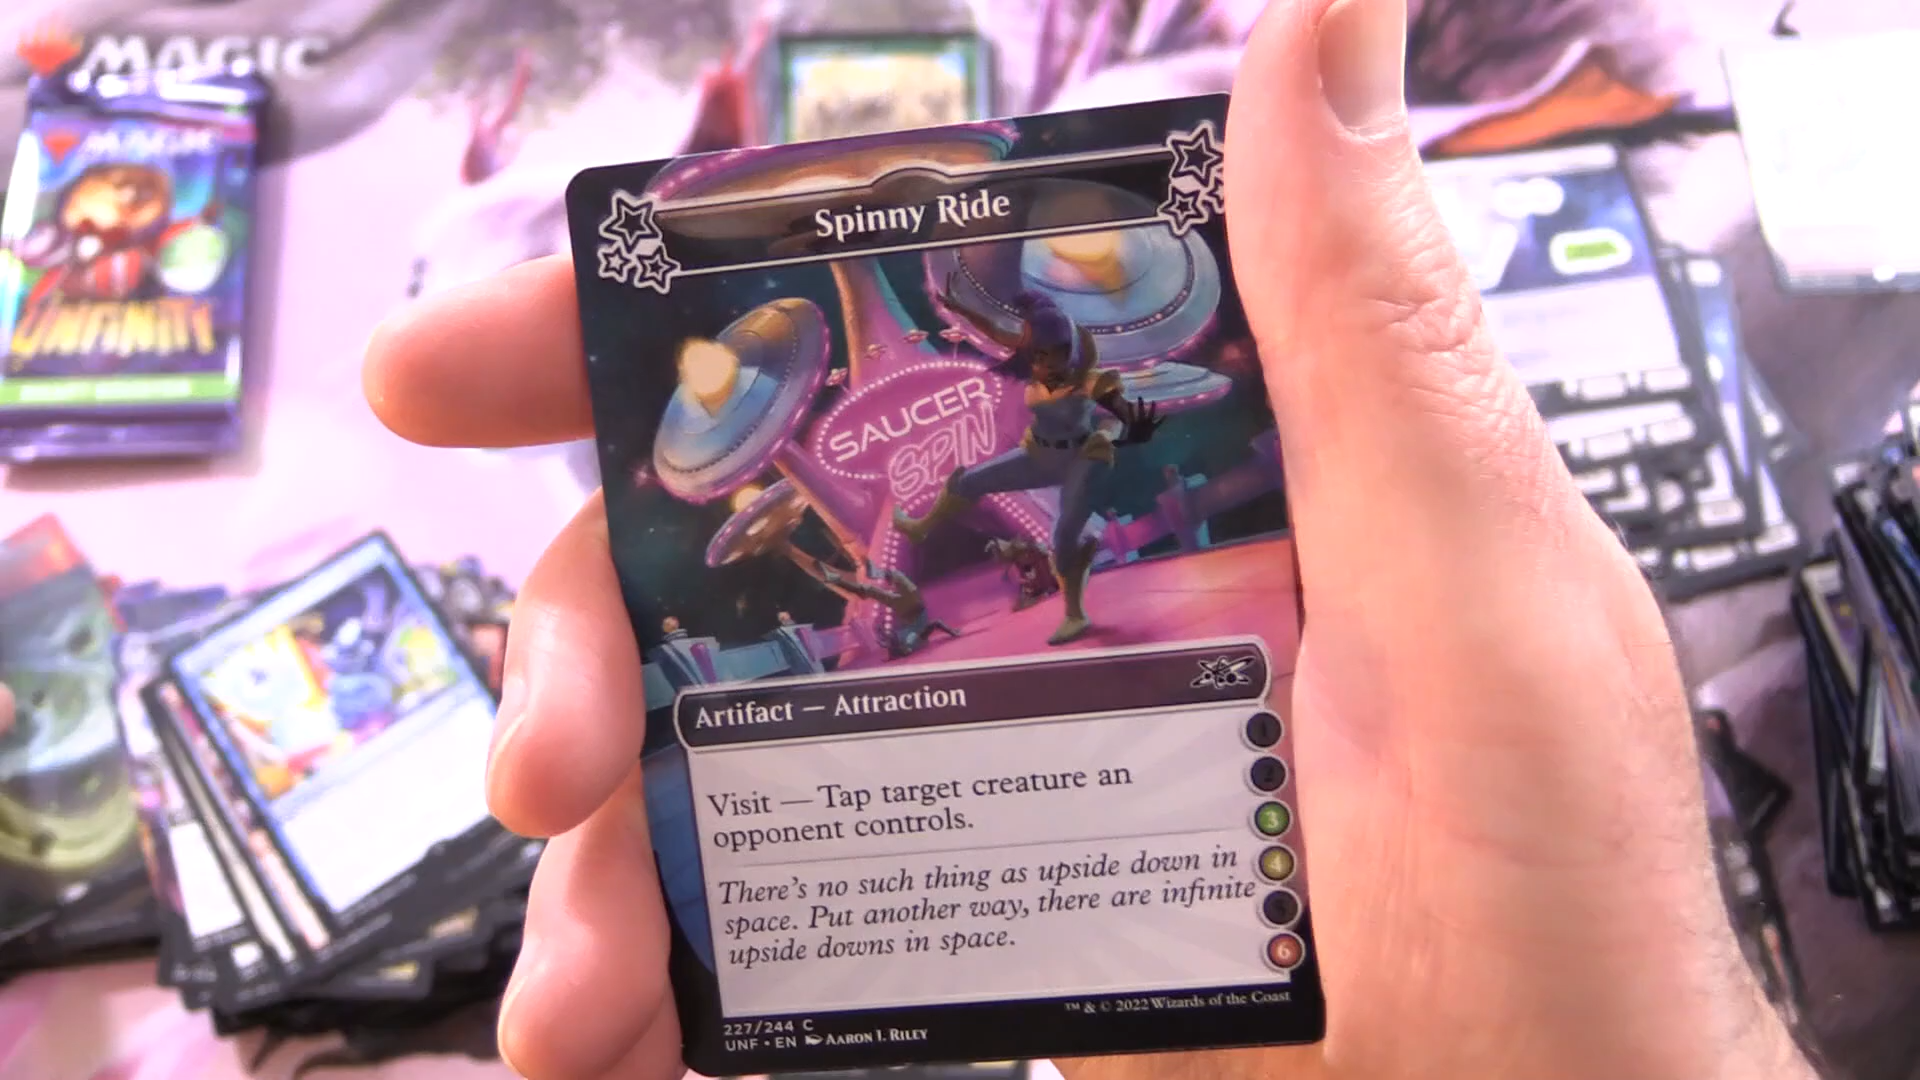 MAGIC
MAGIC
UNFINITY
Spinny Ride
SAUCER
SPIN
Artifact — Attraction
Visit — Tap target creature an
opponent controls.
There's no such thing as upside down in
space. Put another way, there are infinite
upside downs in space.
1
2
3
4
5
6
™ & © 2022 Wizards of the Coast
227/244 C
UNF • EN AARON J. RILEY